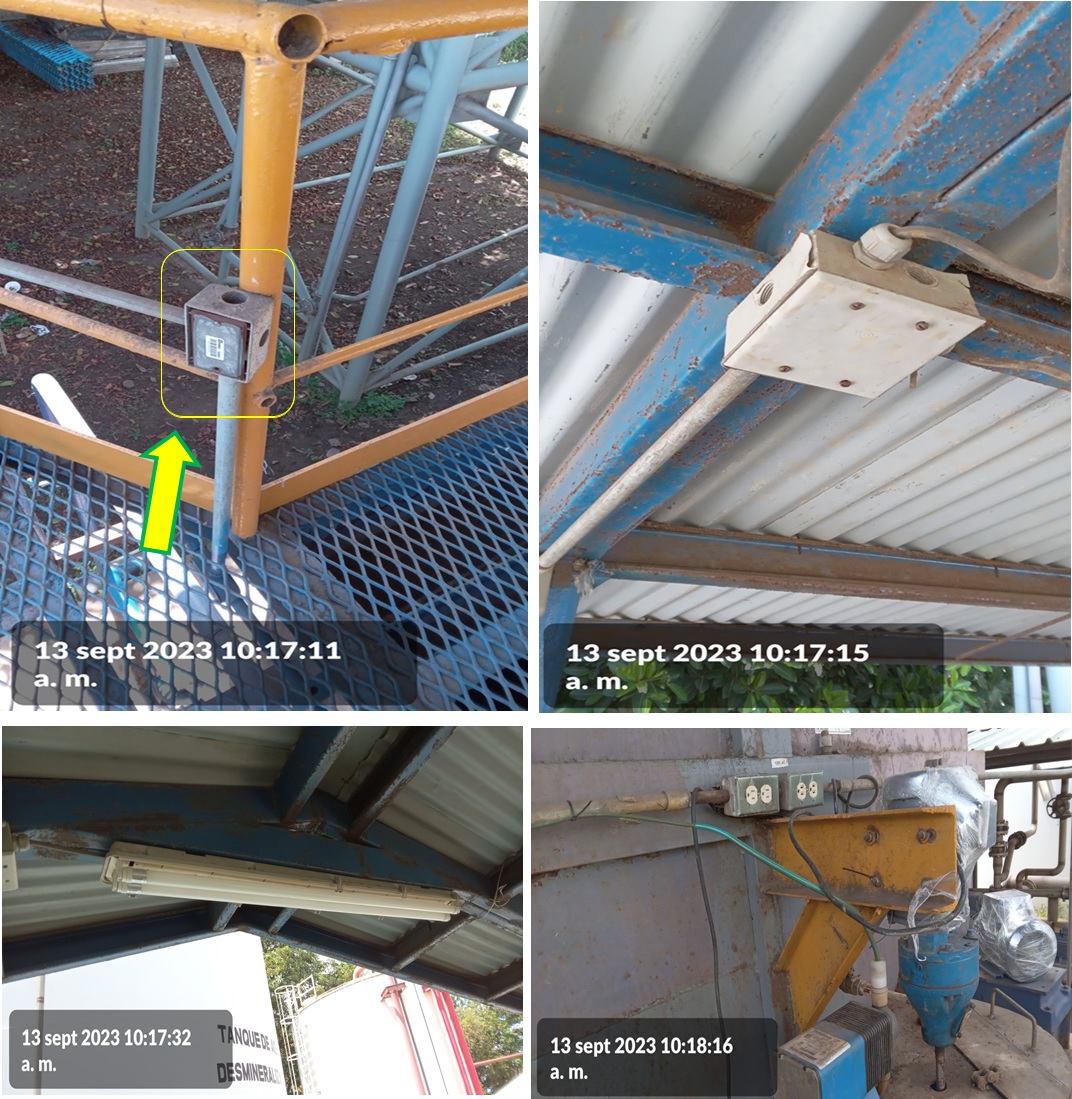 13 sept 2023 10:17:11
a. m.
13 sept 2023 10:17:15
a. m.
TANQUE DE
DESMINERAL
13 sept 2023 10:17:32
a. m.
13 sept 2023 10:18:16
a. m.